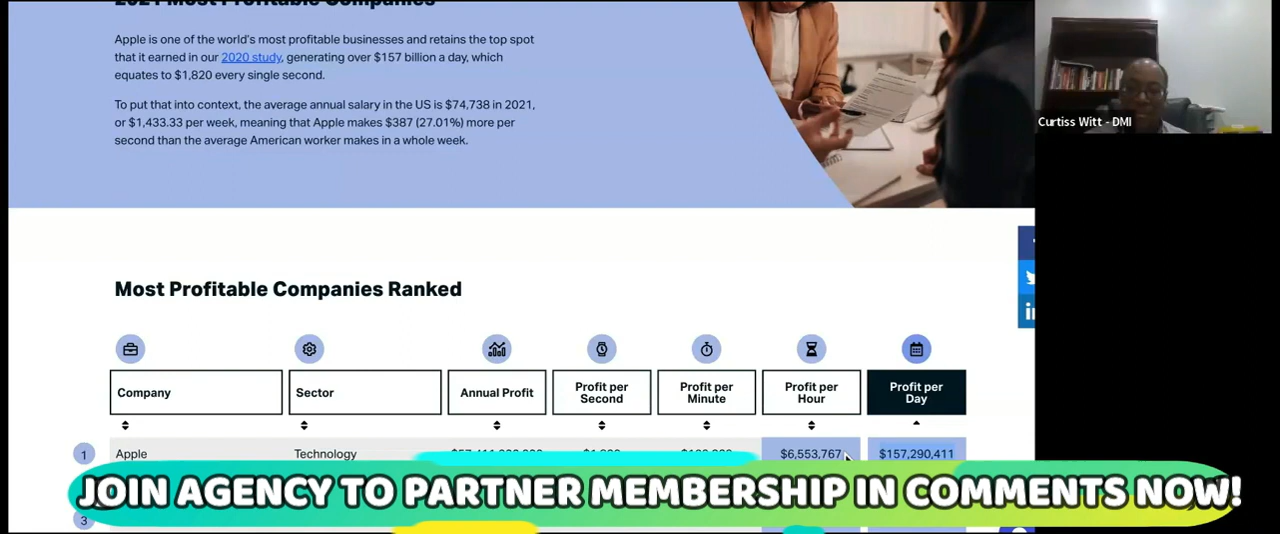 2021 Most Profitable Companies
Apple is one of the world's most profitable businesses and retains the top spot
that it earned in our 2020 study, generating over $157 billion a day, which
equates to $1,820 every single second.
To put that into context, the average annual salary in the US is $74,738 in 2021,
or $1,433.33 per week, meaning that Apple makes $387 (27.01%) more per
second than the average American worker makes in a whole week.
Curtiss Witt - DMI
Most Profitable Companies Ranked
Company Sector Annual Profit Profit per Second Profit per Minute Profit per Hour Profit per Day
1 Apple Technology $6,553,767 $157,290,411
JOIN AGENCY TO PARTNER MEMBERSHIP IN COMMENTS NOW!
3